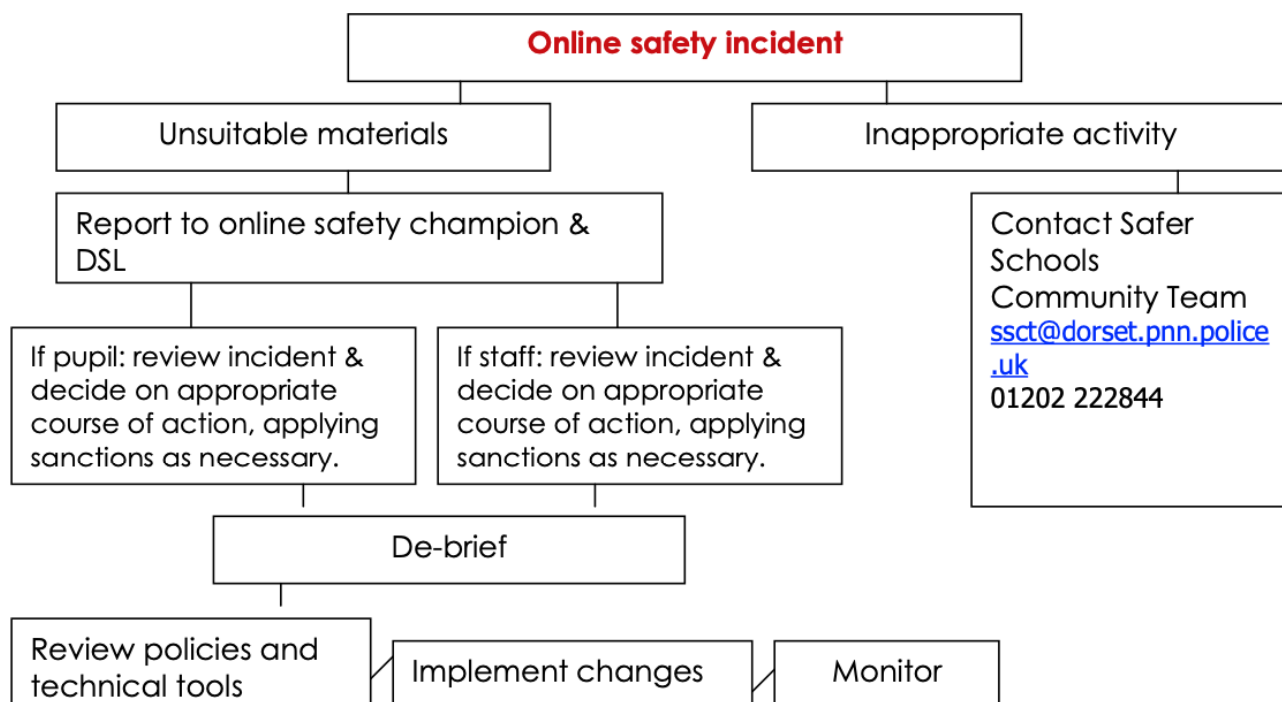 Online safety incident
Unsuitable materials
Inappropriate activity
Report to online safety champion &
DSL
Contact Safer
Schools
Community Team
ssct@dorset.pnn.police
.uk
01202 222844
If pupil: review incident &
decide on appropriate
course of action, applying
sanctions as necessary.
If staff: review incident &
decide on appropriate
course of action, applying
sanctions as necessary.
De-brief
Review policies and
technical tools
Implement changes
Monitor